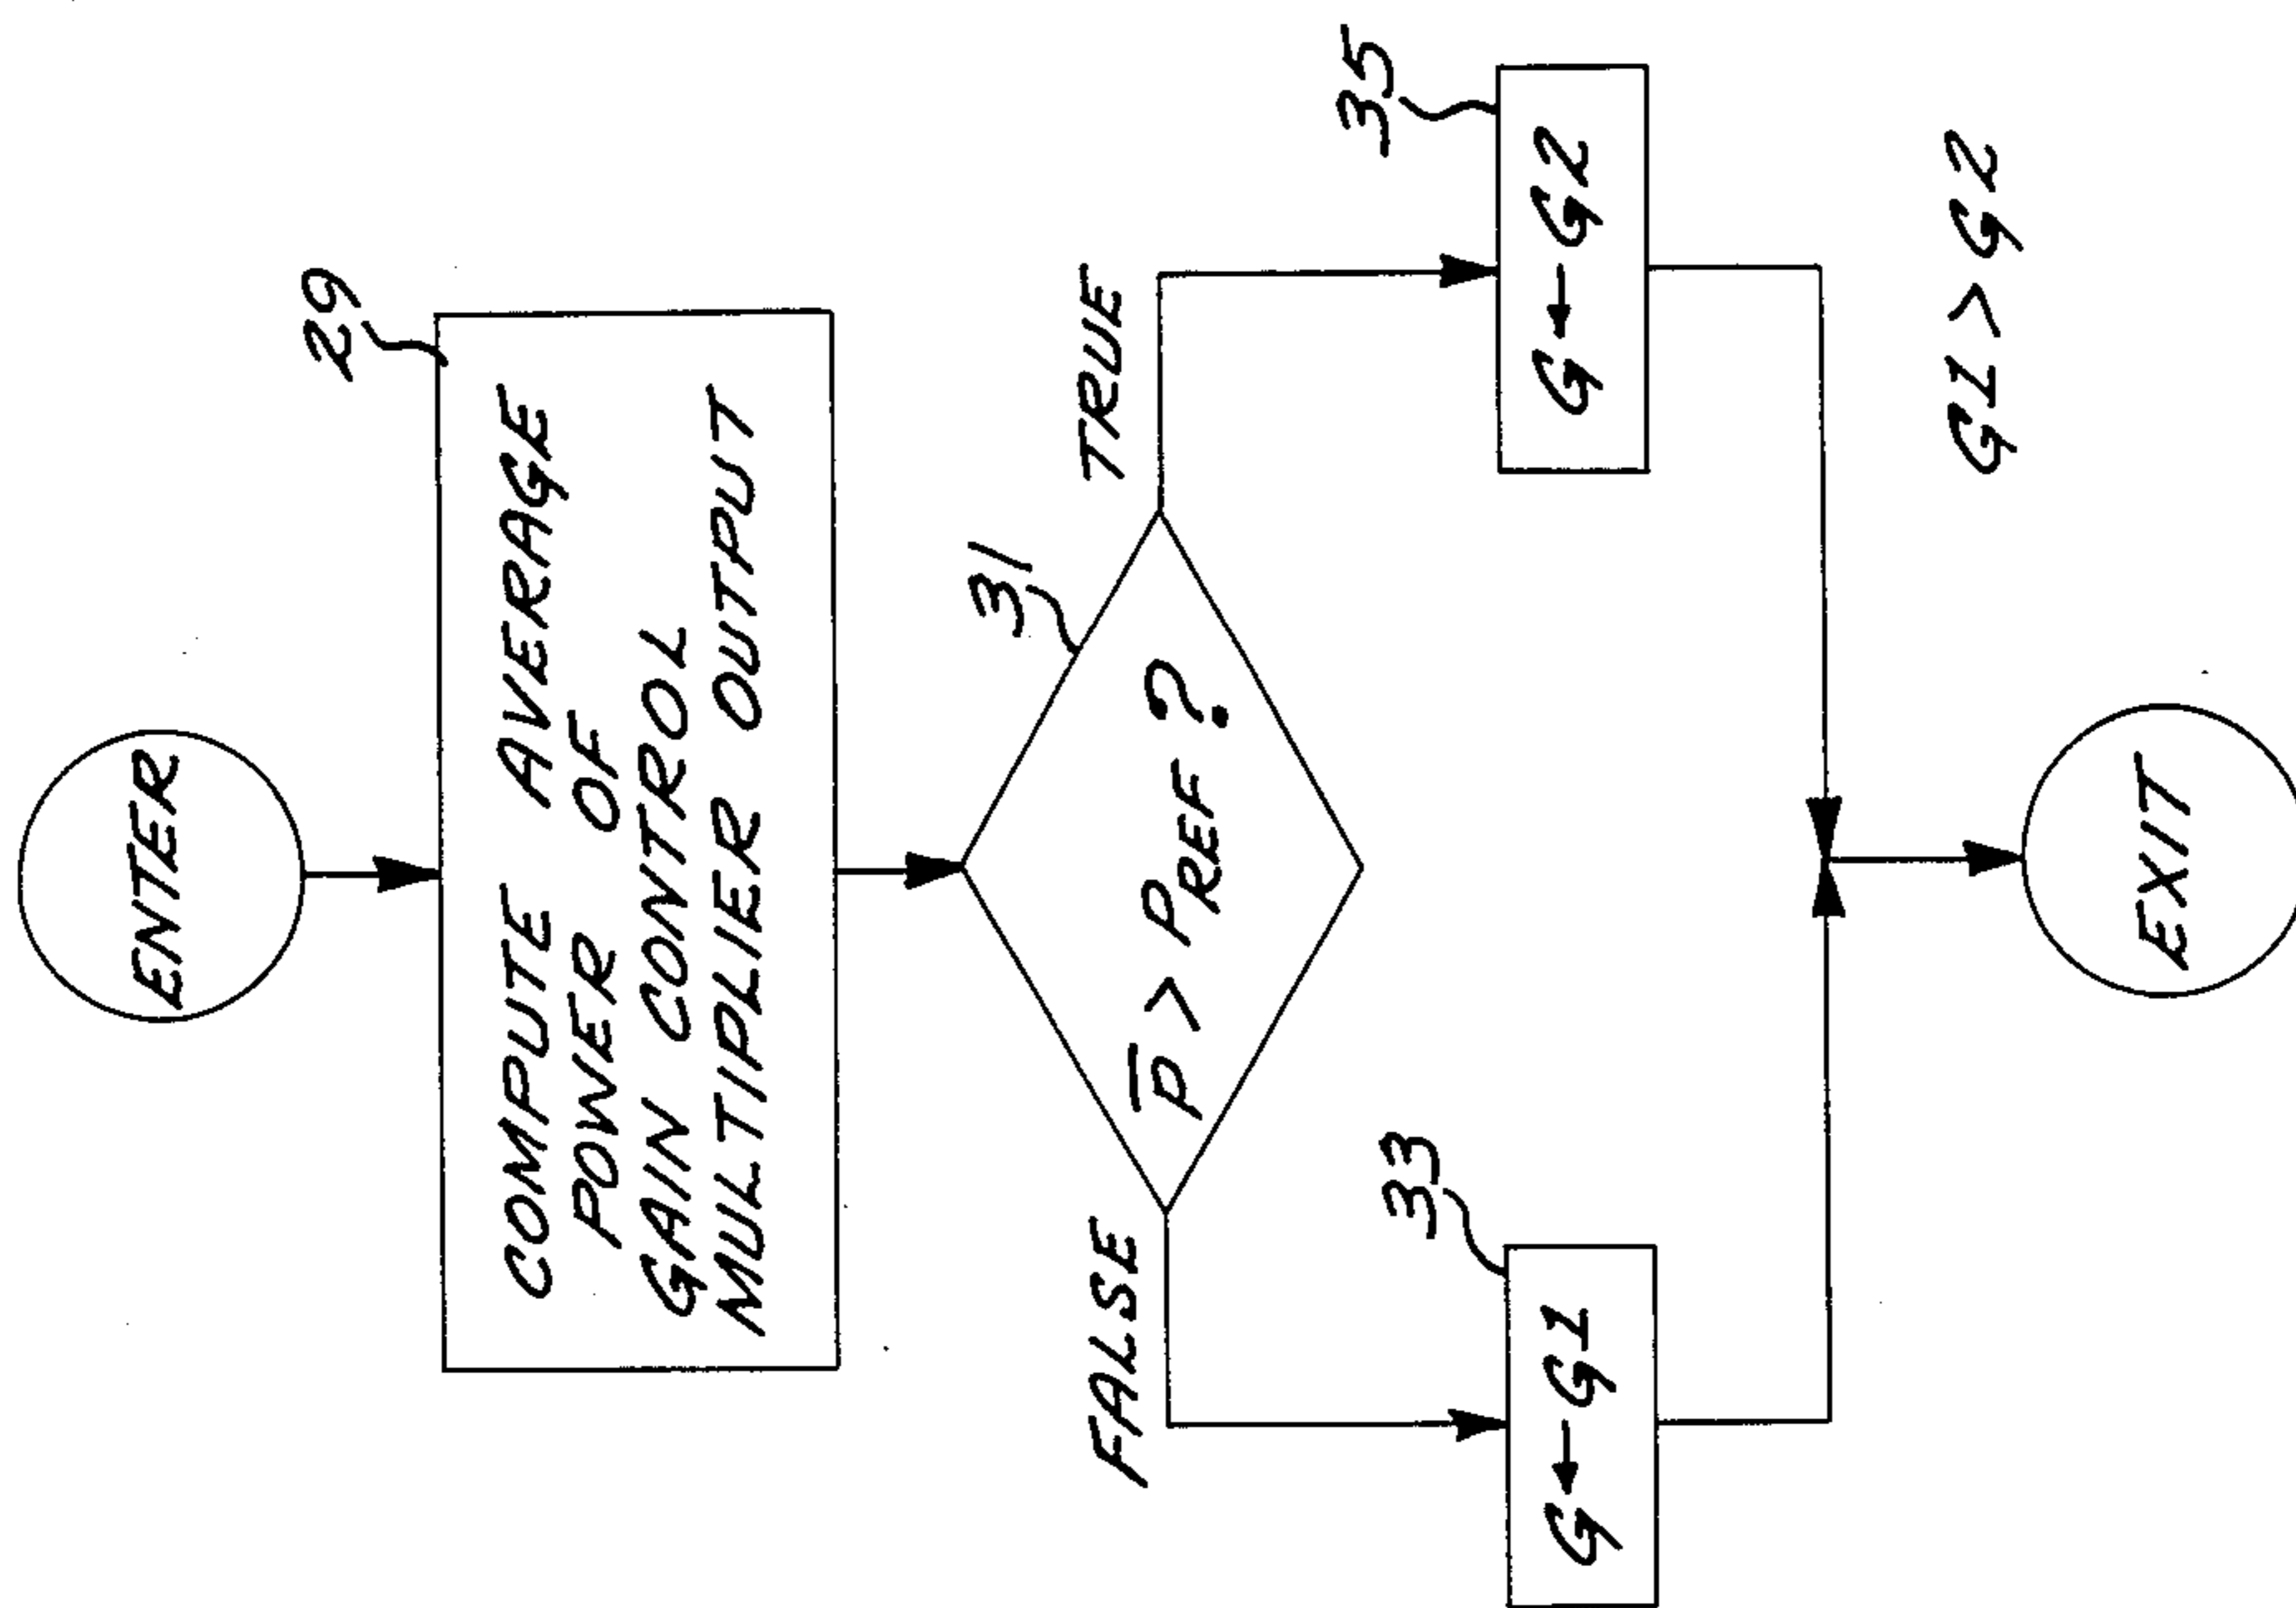 ENTER
29
COMPUTE AVERAGE
POWER OF
GAIN CONTROL
MULTIPLIER OUTPUT
31
P̅ > P REF ?
FALSE
TRUE
33
G ← G1
35
G ← G2
EXIT
G1 > G2